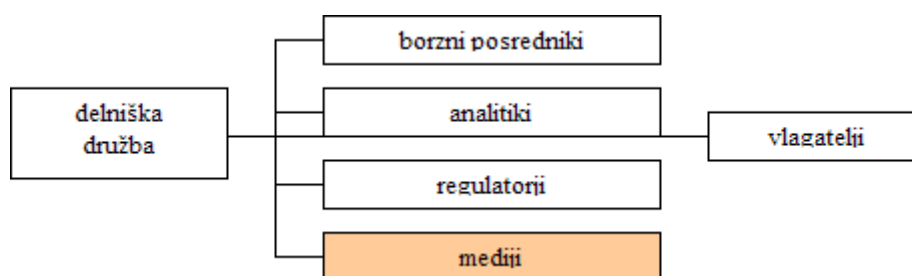 borzni posredniki
delniška
družba
analitiki
vlagatelji
regulatorji
mediji